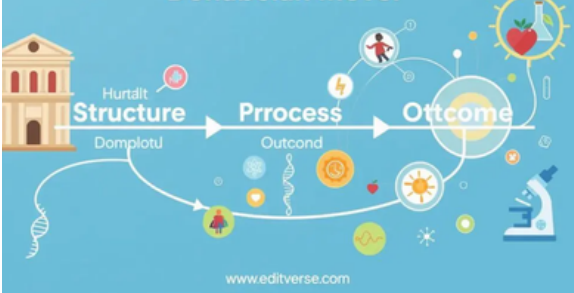 Hurtalt
Structure
Prrocess
Ottcome
Domplotul
Outcond
www.editverse.com